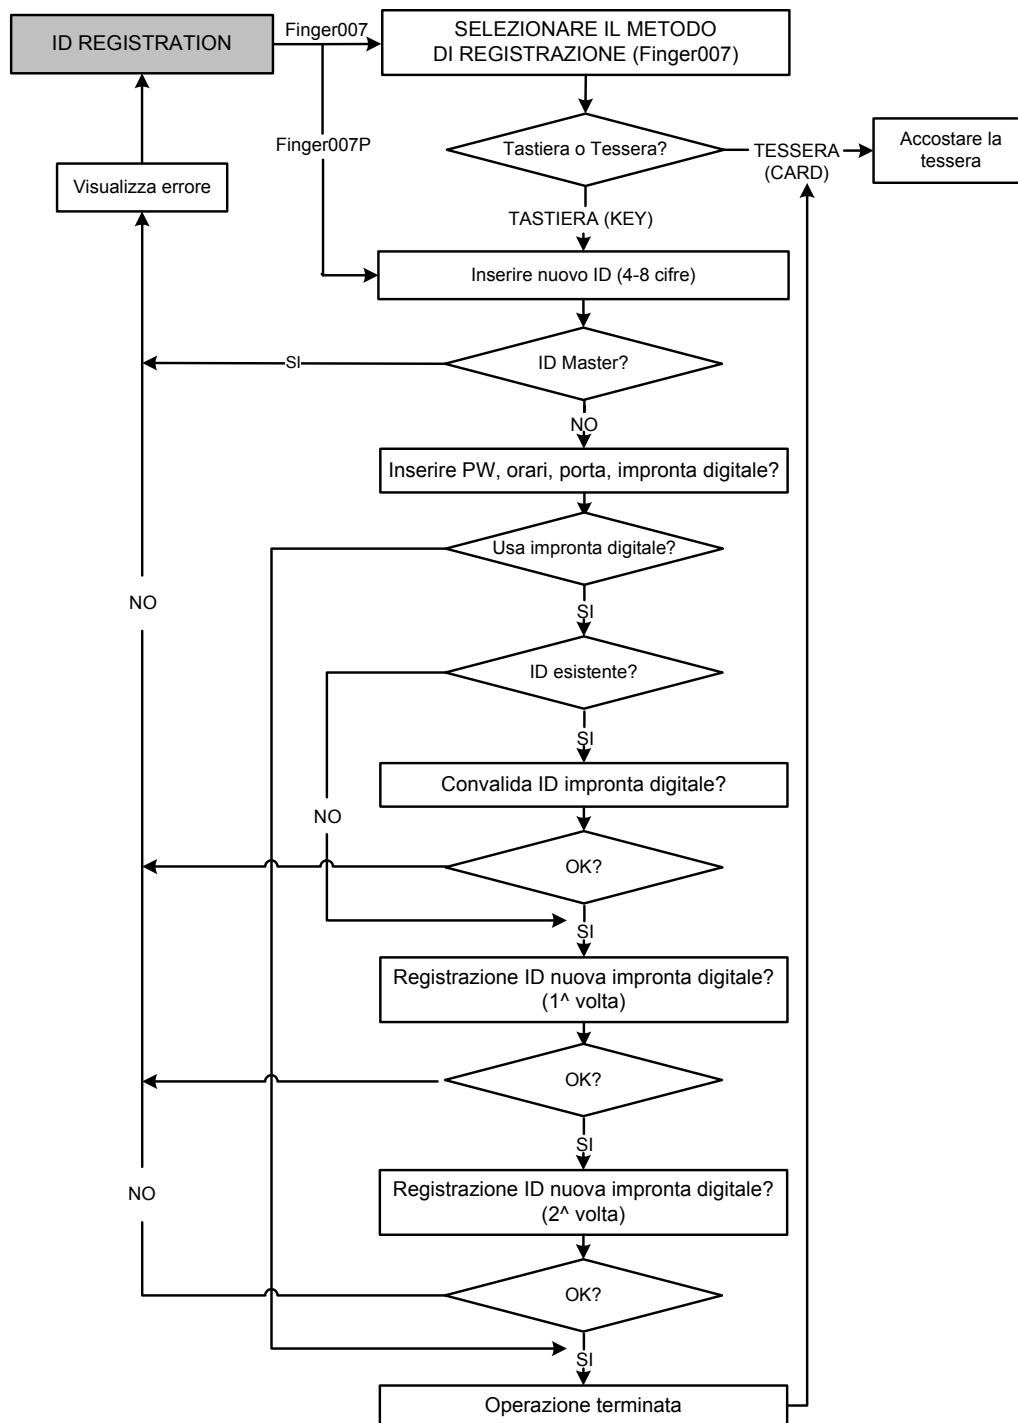 ID REGISTRATION
Finger007
SELEZIONARE IL METODO
DI REGISTRAZIONE (Finger007)
Finger007P
Tastiera o Tessera?
TESSERA
(CARD)
Accostare la
tessera
Visualizza errore
TASTIERA (KEY)
Inserire nuovo ID (4-8 cifre)
SI
ID Master?
NO
Inserire PW, orari, porta, impronta digitale?
Usa impronta digitale?
NO
SI
ID esistente?
SI
Convalida ID impronta digitale?
NO
OK?
SI
Registrazione ID nuova impronta digitale?
(1^ volta)
OK?
SI
NO
Registrazione ID nuova impronta digitale?
(2^ volta)
OK?
SI
Operazione terminata